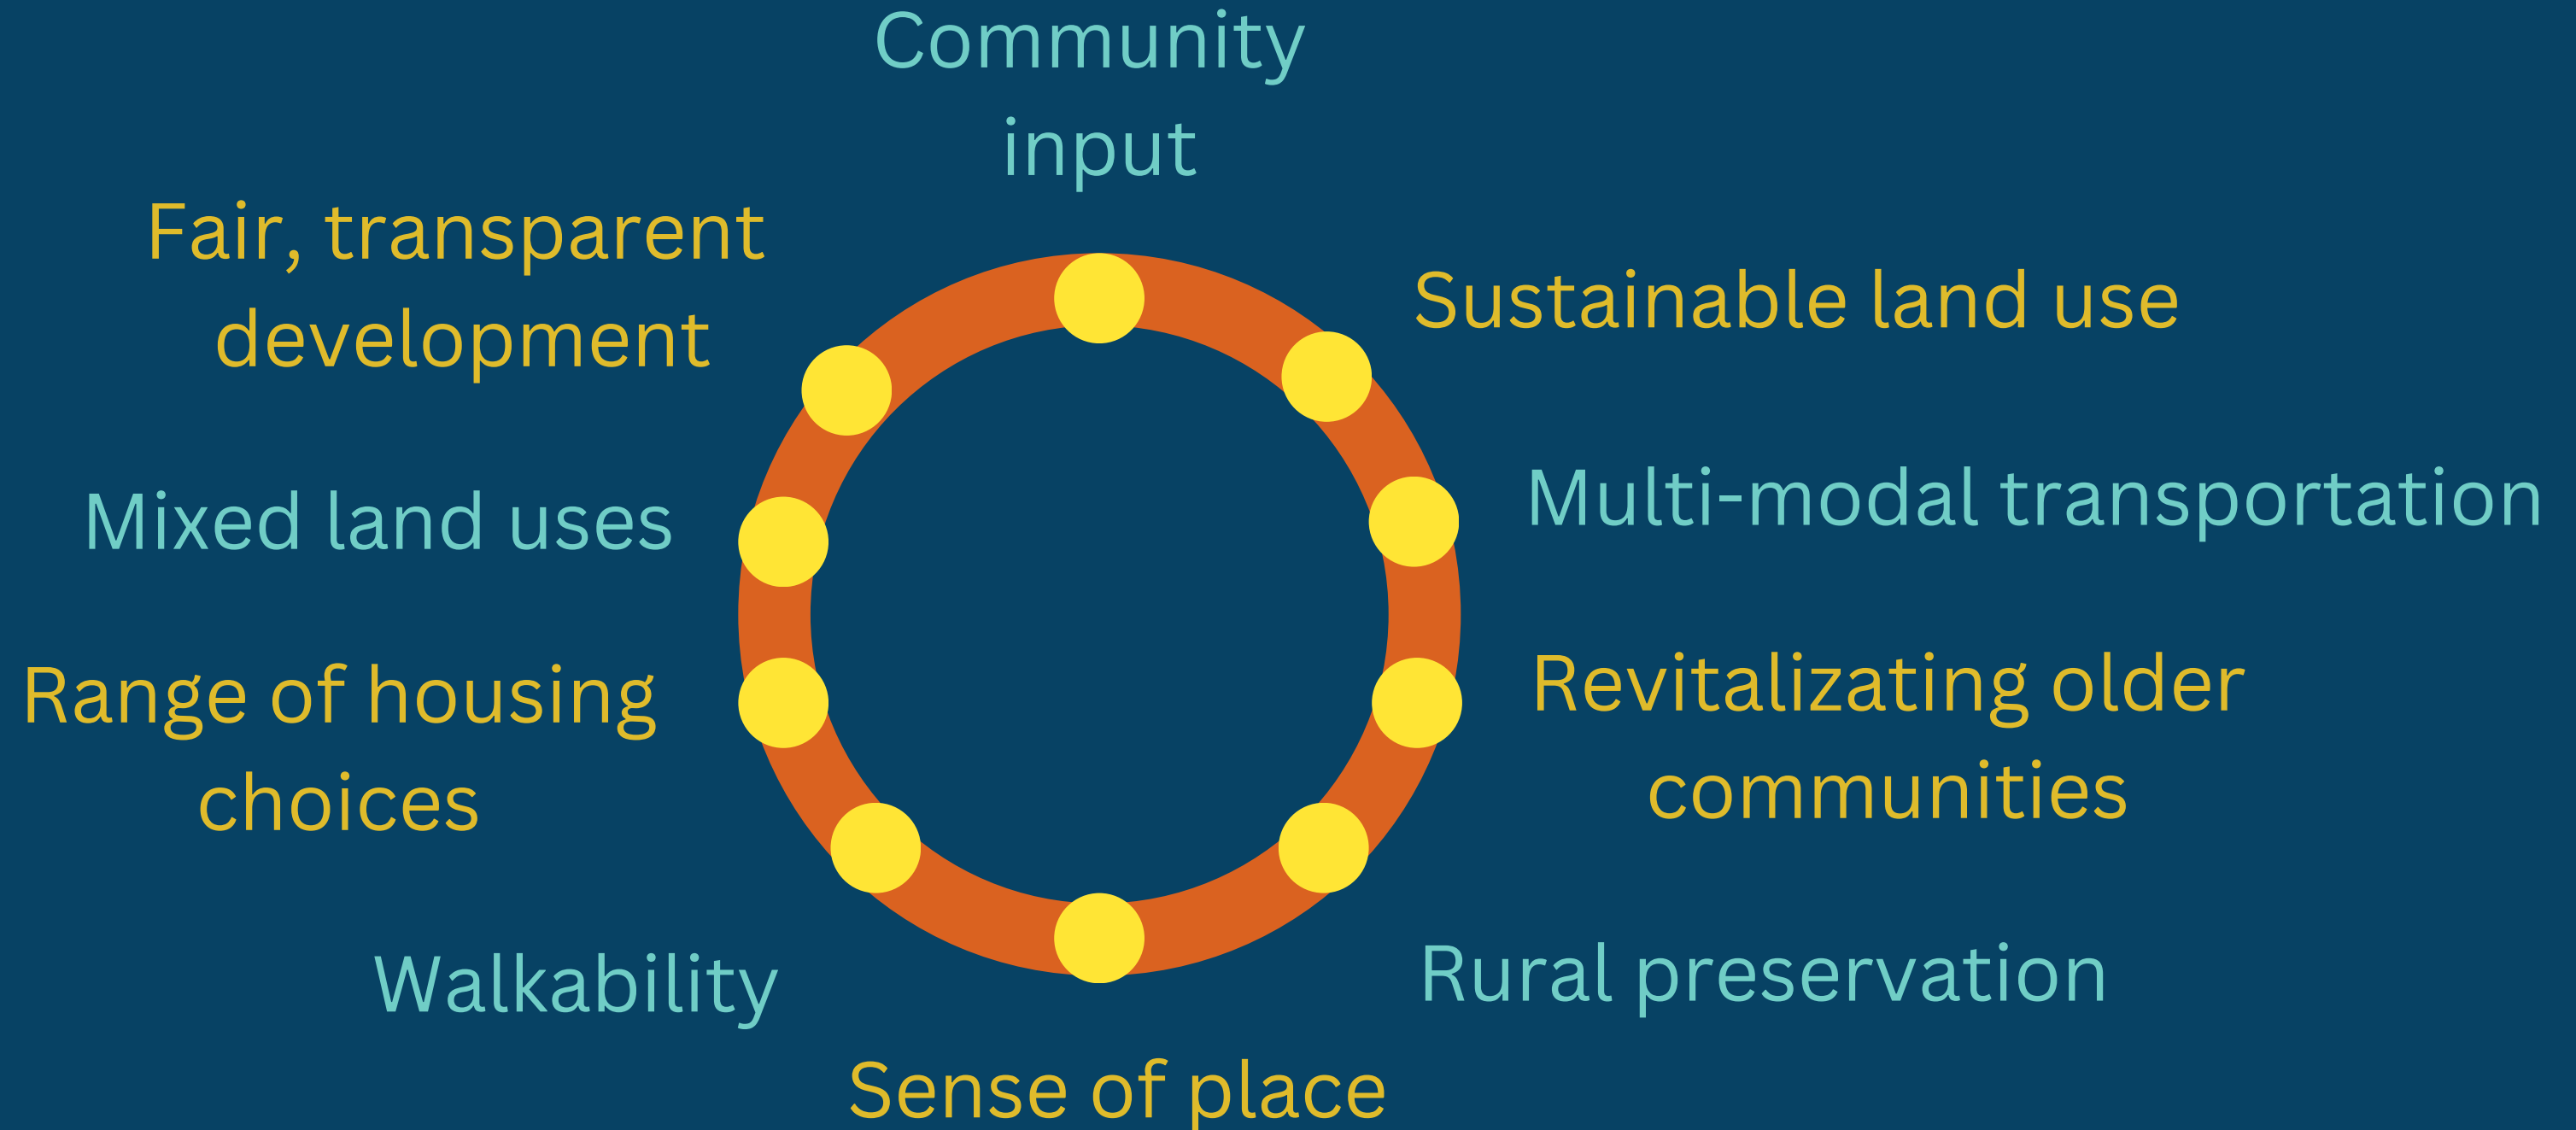 Community
input
Fair, transparent
development
Sustainable land use
Multi-modal transportation
Mixed land uses
Revitalizating older
communities
Range of housing
choices
Rural preservation
Walkability
Sense of place